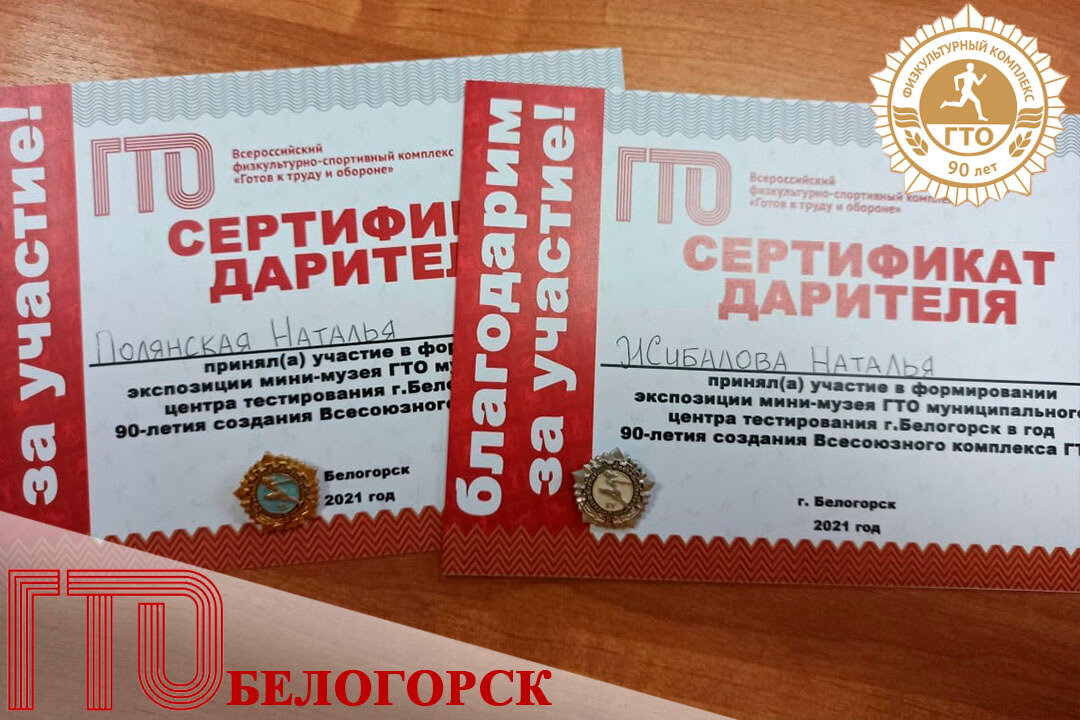 за участие!
ГТО
Всероссийский
физкультурно-спортивный комплекс
«Готов к труду и обороне»
СЕРТИФИ
ДАРИТЕЛ
Полянская Наталья
принял(а) участие в фор
экспозиции мини-музея ГТО му
центра тестирования г.Бело
90-летия создания Всесоюзного
Белогорск
2021 год
благодарим
за участие!
ГТО
Всероссийский
физкультурно-спортивный
«Готов к труду и обороне»
СЕРТИФИКАТ
ДАРИТЕЛЯ
Наталья
принял(а) участие в формировании
экспозиции мини-музея ГТО муниципального
центра тестирования г.Белогорск в год
90-летия создания Всесоюзного комплекса ГТ
г. Белогорск
2021 год
ФИЗКУЛЬТУРНЫЙ КОМПЛЕКС
ГТО
90 лет
ГТО
БЕЛОГОРСК